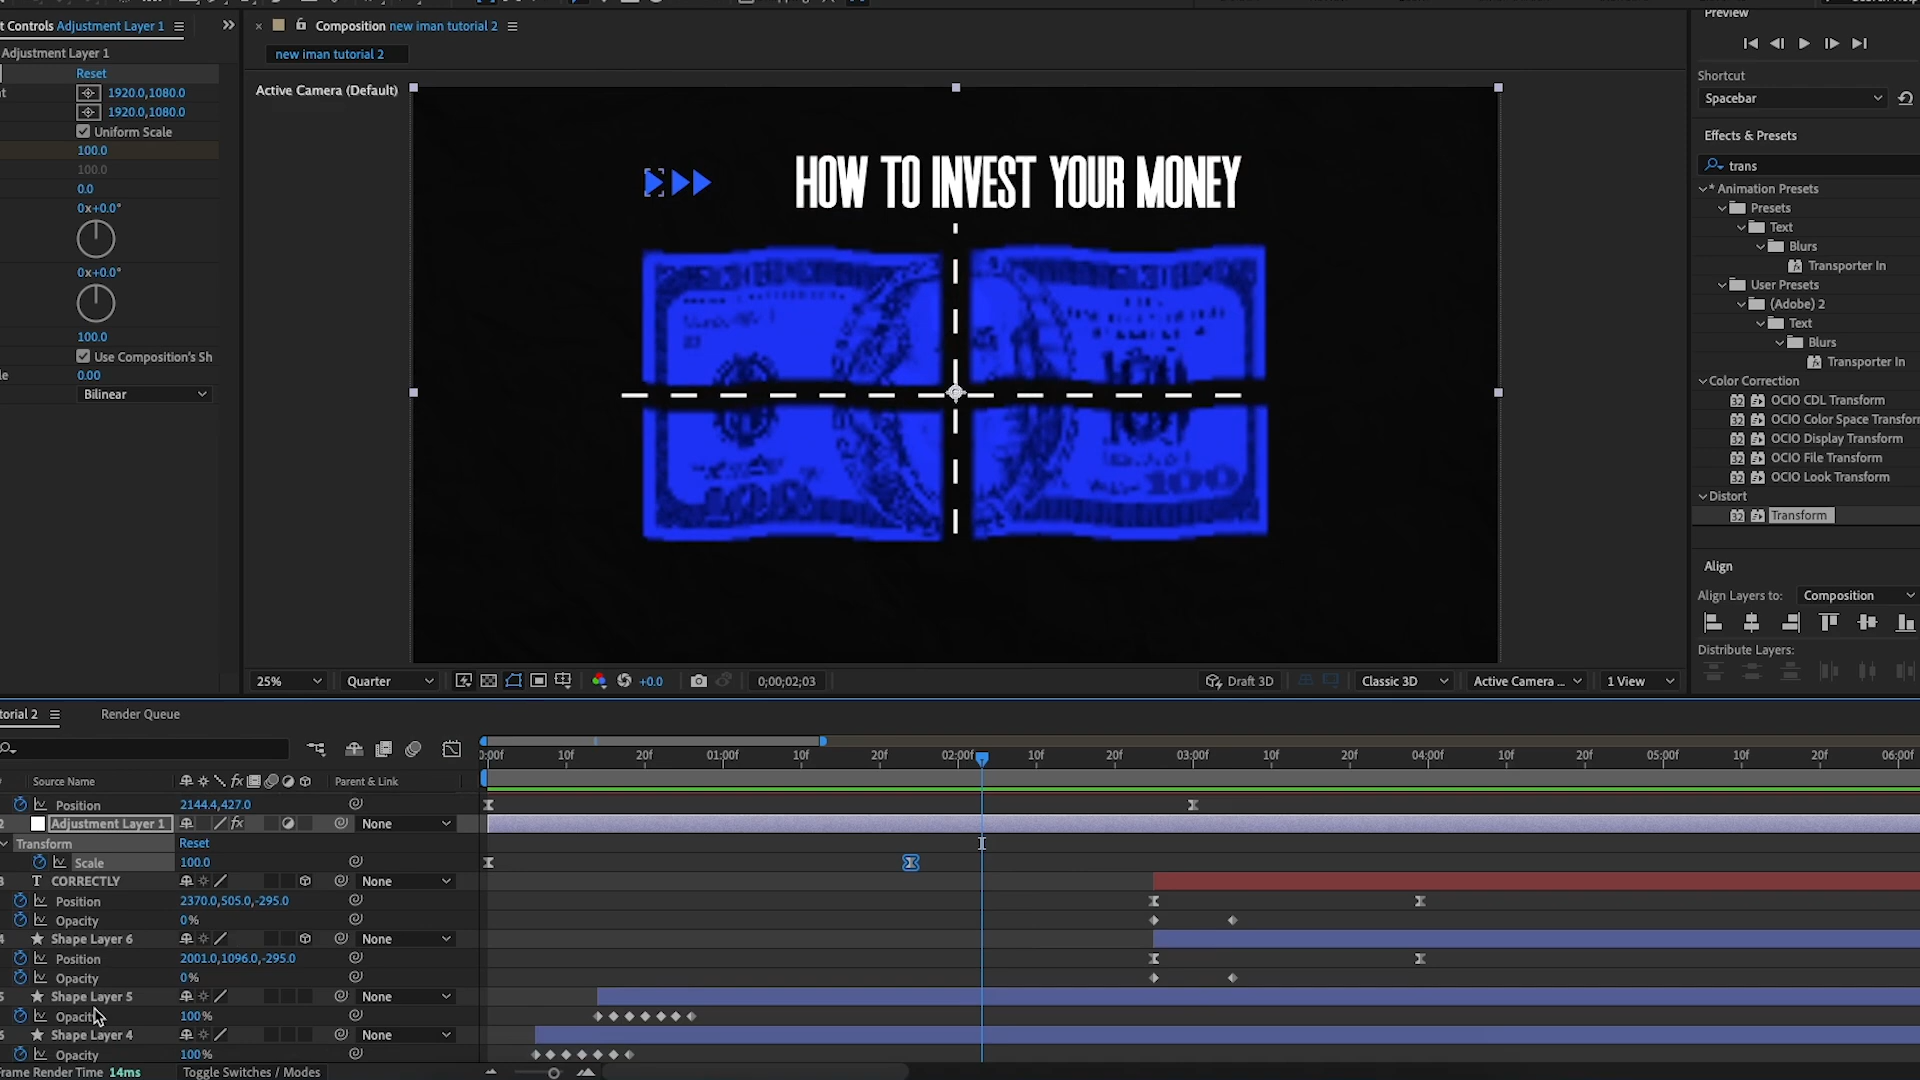 t Controls Adjustment Layer 1
Adjustment Layer 1
Reset
t 1920.0,1080.0
1920.0,1080.0
Uniform Scale
100.0
100.0
0.0
0x+0.0°
0x+0.0°
100.0
Use Composition's Sh
le 0.00
Bilinear
Composition new iman tutorial 2
new iman tutorial 2
Active Camera (Default)
HOW TO INVEST YOUR MONEY
25% Quarter +0.0 0;00;02;03 Draft 3D Classic 3D Active Camera ... 1 View
Preview
Shortcut
Spacebar
Effects & Presets
trans
* Animation Presets
Presets
Text
Blurs
Transporter In
User Presets
(Adobe) 2
Text
Blurs
Transporter In
Color Correction
OCIO CDL Transform
OCIO Color Space Transform
OCIO Display Transform
OCIO File Transform
OCIO Look Transform
Distort
Transform
Align
Align Layers to: Composition
Distribute Layers:
torial 2 Render Queue
0:00f 10f 20f 01:00f 10f 20f 02:00f 10f 20f 03:00f 10f 20f 04:00f 10f 20f 05:00f 10f 20f 06:00f
Source Name Parent & Link
Position 2144.4,427.0
2 Adjustment Layer 1 fx None
Transform Reset
Scale 100.0
3 T CORRECTLY None
Position 2370.0,505.0,-295.0
Opacity 0%
4 Shape Layer 6 None
Position 2001.0,1096.0,-295.0
Opacity 0%
5 Shape Layer 5 None
Opacity 100%
6 Shape Layer 4 None
Opacity 100%
Frame Render Time 14ms Toggle Switches / Modes